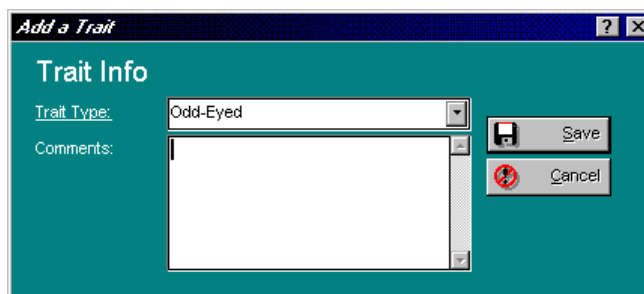 Add a Trait
Trait Info
Trait Type: Odd-Eyed
Save
Comments:
Cancel